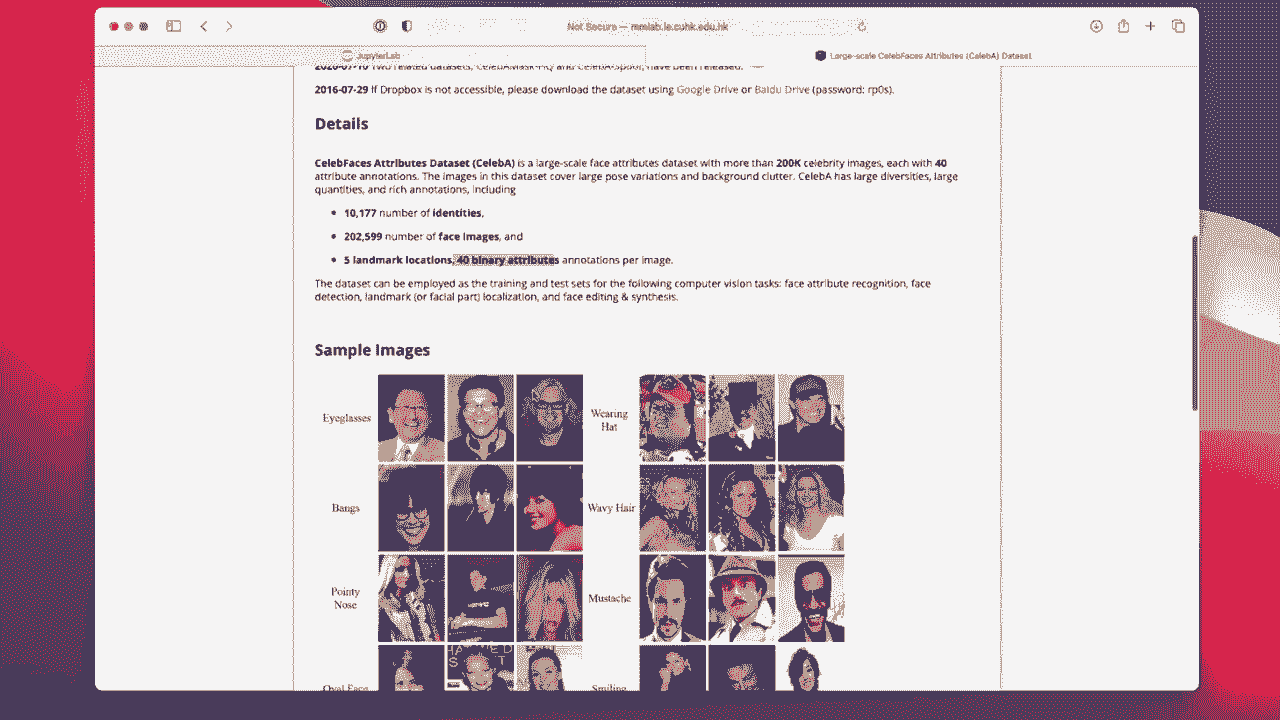 Not Secure — mmlab.ie.cuhk.edu.hk
JupyterLab
Large-scale CelebFaces Attributes (CelebA) Dataset
2020-07-10 Two related datasets, CelebAMask-HQ and CelebA-Spoof, have been released.
2016-07-29 If Dropbox is not accessible, please download the dataset using Google Drive or Baidu Drive (password: rp0s).
Details
CelebFaces Attributes Dataset (CelebA) is a large-scale face attributes dataset with more than 200K celebrity images, each with 40
attribute annotations. The images in this dataset cover large pose variations and background clutter. CelebA has large diversities, large
quantities, and rich annotations, including
• 10,177 number of identities,
• 202,599 number of face images, and
• 5 landmark locations, 40 binary attributes annotations per image.
The dataset can be employed as the training and test sets for the following computer vision tasks: face attribute recognition, face
detection, landmark (or facial part) localization, and face editing & synthesis.
Sample Images
Eyeglasses
Wearing
Hat
Bangs
Wavy Hair
Pointy
Nose
Mustache
Oval Face
Smiling